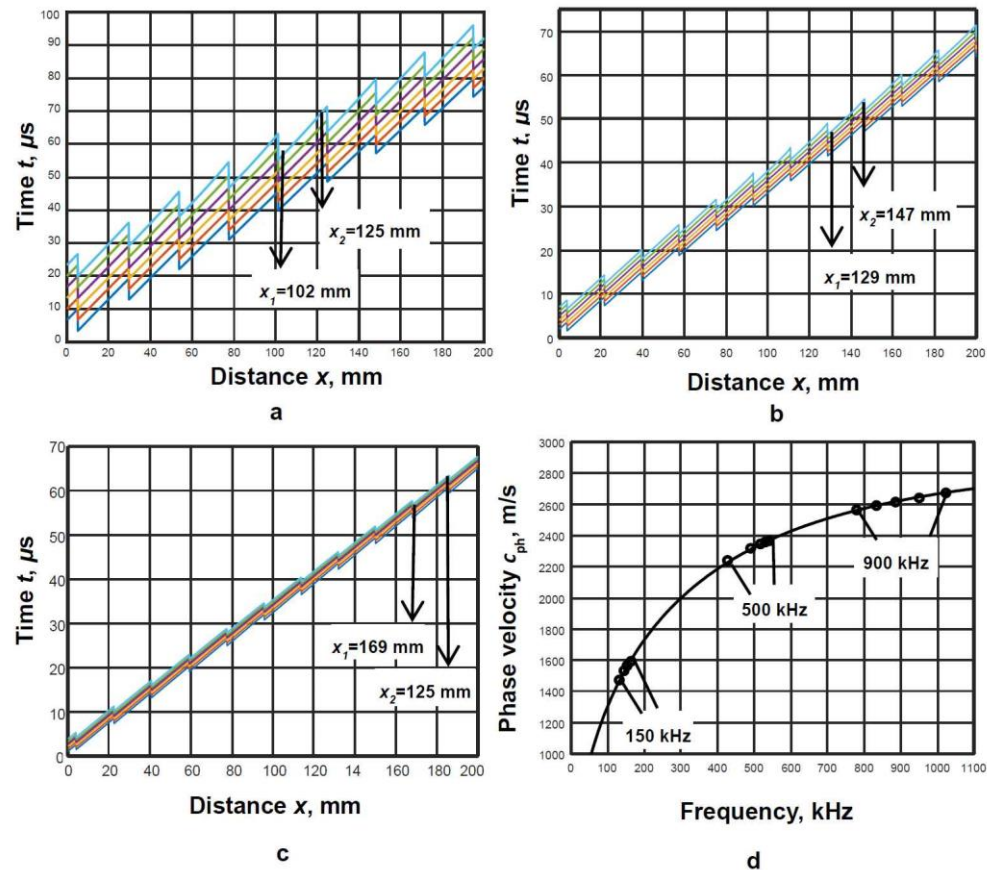 100
90
80
70
60
50
40
30
20
10
0
Time t, μs
0 20 40 60 80 100 120 140 160 180 200
Distance x, mm
x₂=125 mm
x₁=102 mm
a
70
60
50
40
30
20
10
0
Time t, μs
0 20 40 60 80 100 120 140 160 180 200
Distance x, mm
x₂=147 mm
x₁=129 mm
b
70
60
50
40
30
20
10
0
Time t, μs
0 20 40 60 80 100 120 14 160 180 200
Distance x, mm
x₁=169 mm
x₂=125 mm
c
3000
2800
2600
2400
2200
2000
1800
1600
1400
1200
1000
Phase velocity cph, m/s
0 100 200 300 400 500 600 700 800 900 1000 1100
Frequency, kHz
900 kHz
500 kHz
150 kHz
d